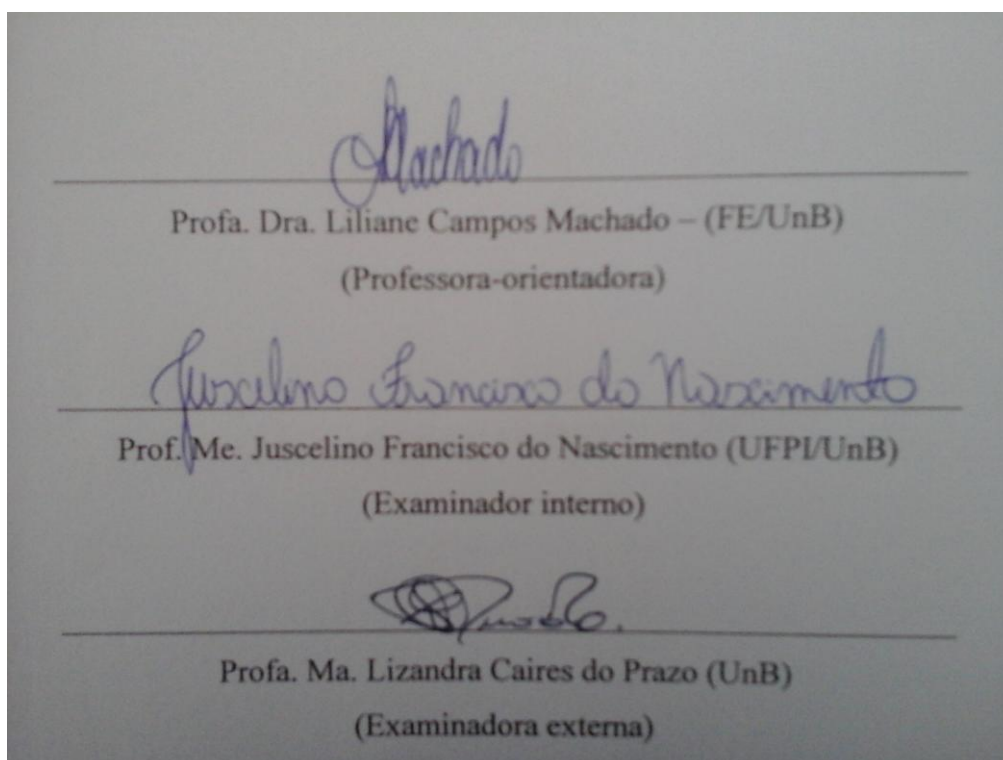 Machado
Profa. Dra. Liliane Campos Machado – (FE/UnB)
(Professora-orientadora)
Juscelino Francisco do Nascimento
Prof. Me. Juscelino Francisco do Nascimento (UFPI/UnB)
(Examinador interno)
Profa. Ma. Lizandra Caires do Prazo (UnB)
(Examinadora externa)